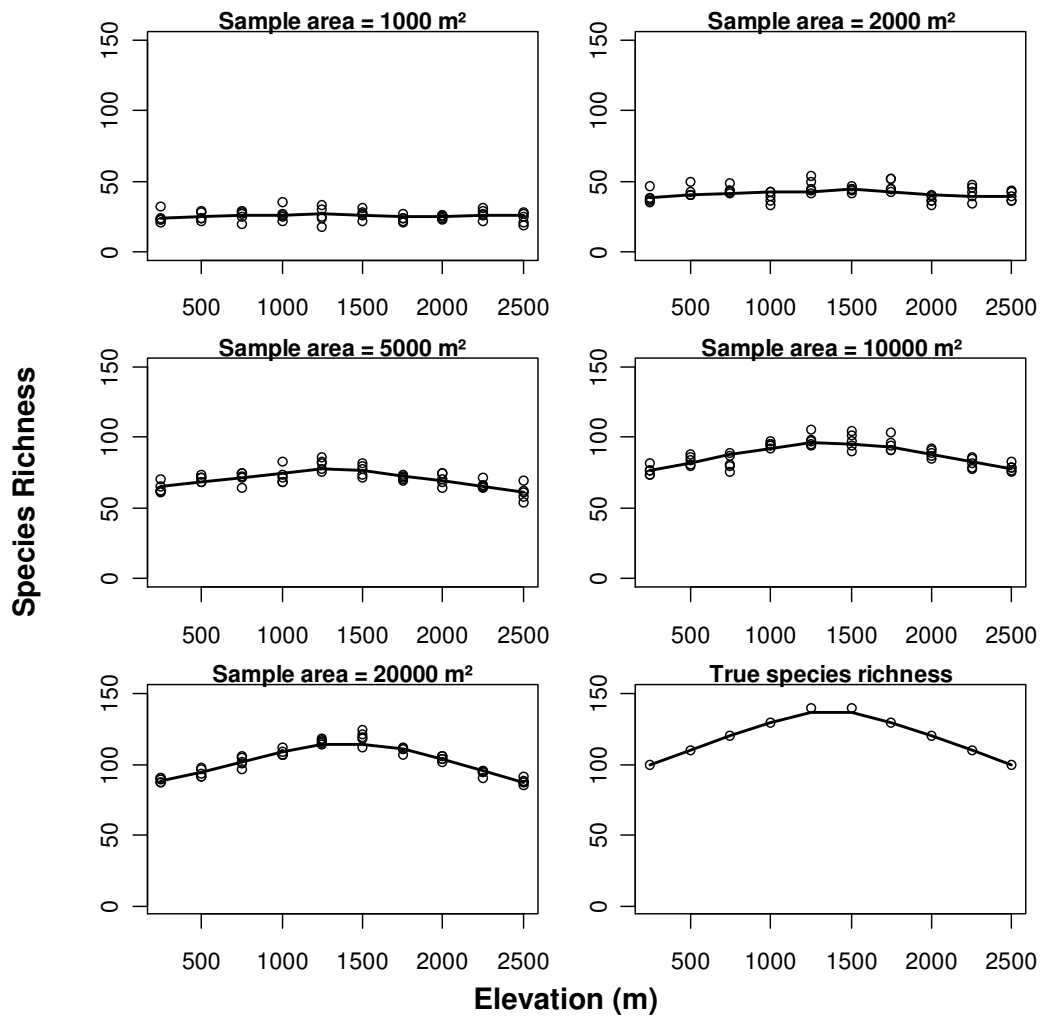 Sample area = 1000 m²
150
100
50
0
500 1000 1500 2000 2500
Sample area = 2000 m²
150
100
50
0
500 1000 1500 2000 2500
Sample area = 5000 m²
150
100
50
0
500 1000 1500 2000 2500
Sample area = 10000 m²
150
100
50
0
500 1000 1500 2000 2500
Sample area = 20000 m²
150
100
50
0
500 1000 1500 2000 2500
True species richness
150
100
50
0
500 1000 1500 2000 2500
Species Richness
Elevation (m)